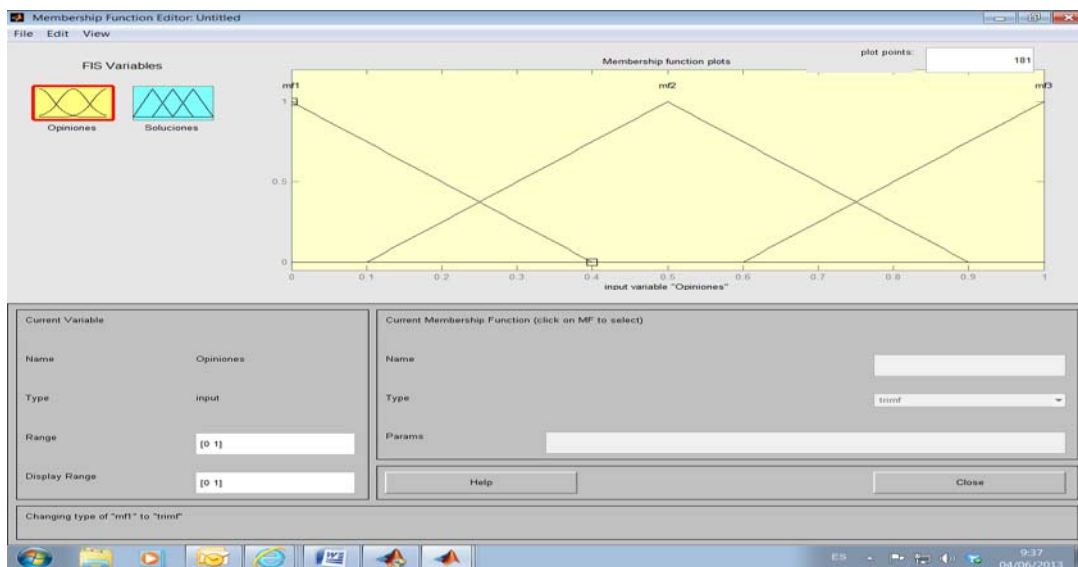 Membership Function Editor: Untitled
File Edit View
FIS Variables
Opiniones
Soluciones
Membership function plots
plot points:
181
mf1
mf2
mf3
1
0.5
0
0 0.1 0.2 0.3 0.4 0.5 0.6 0.7 0.8 0.9 1
input variable "Opiniones"
Current Variable
Name Opiniones
Type input
Range [0 1]
Display Range [0 1]
Current Membership Function (click on MF to select)
Name
Type trimf
Params
Help
Close
Changing type of "mf1" to "trimf"
ES
9:37
04/06/2013